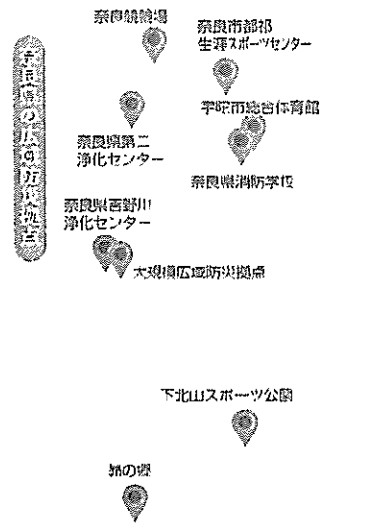 奈良県の広域防災拠点
奈良競輪場
奈良市都祁
生涯スポーツセンター
宇陀市総合体育館
奈良県第二
浄化センター
奈良県消防学校
奈良県吉野川
浄化センター
大規模広域防災拠点
下北山スポーツ公園
昴の郷